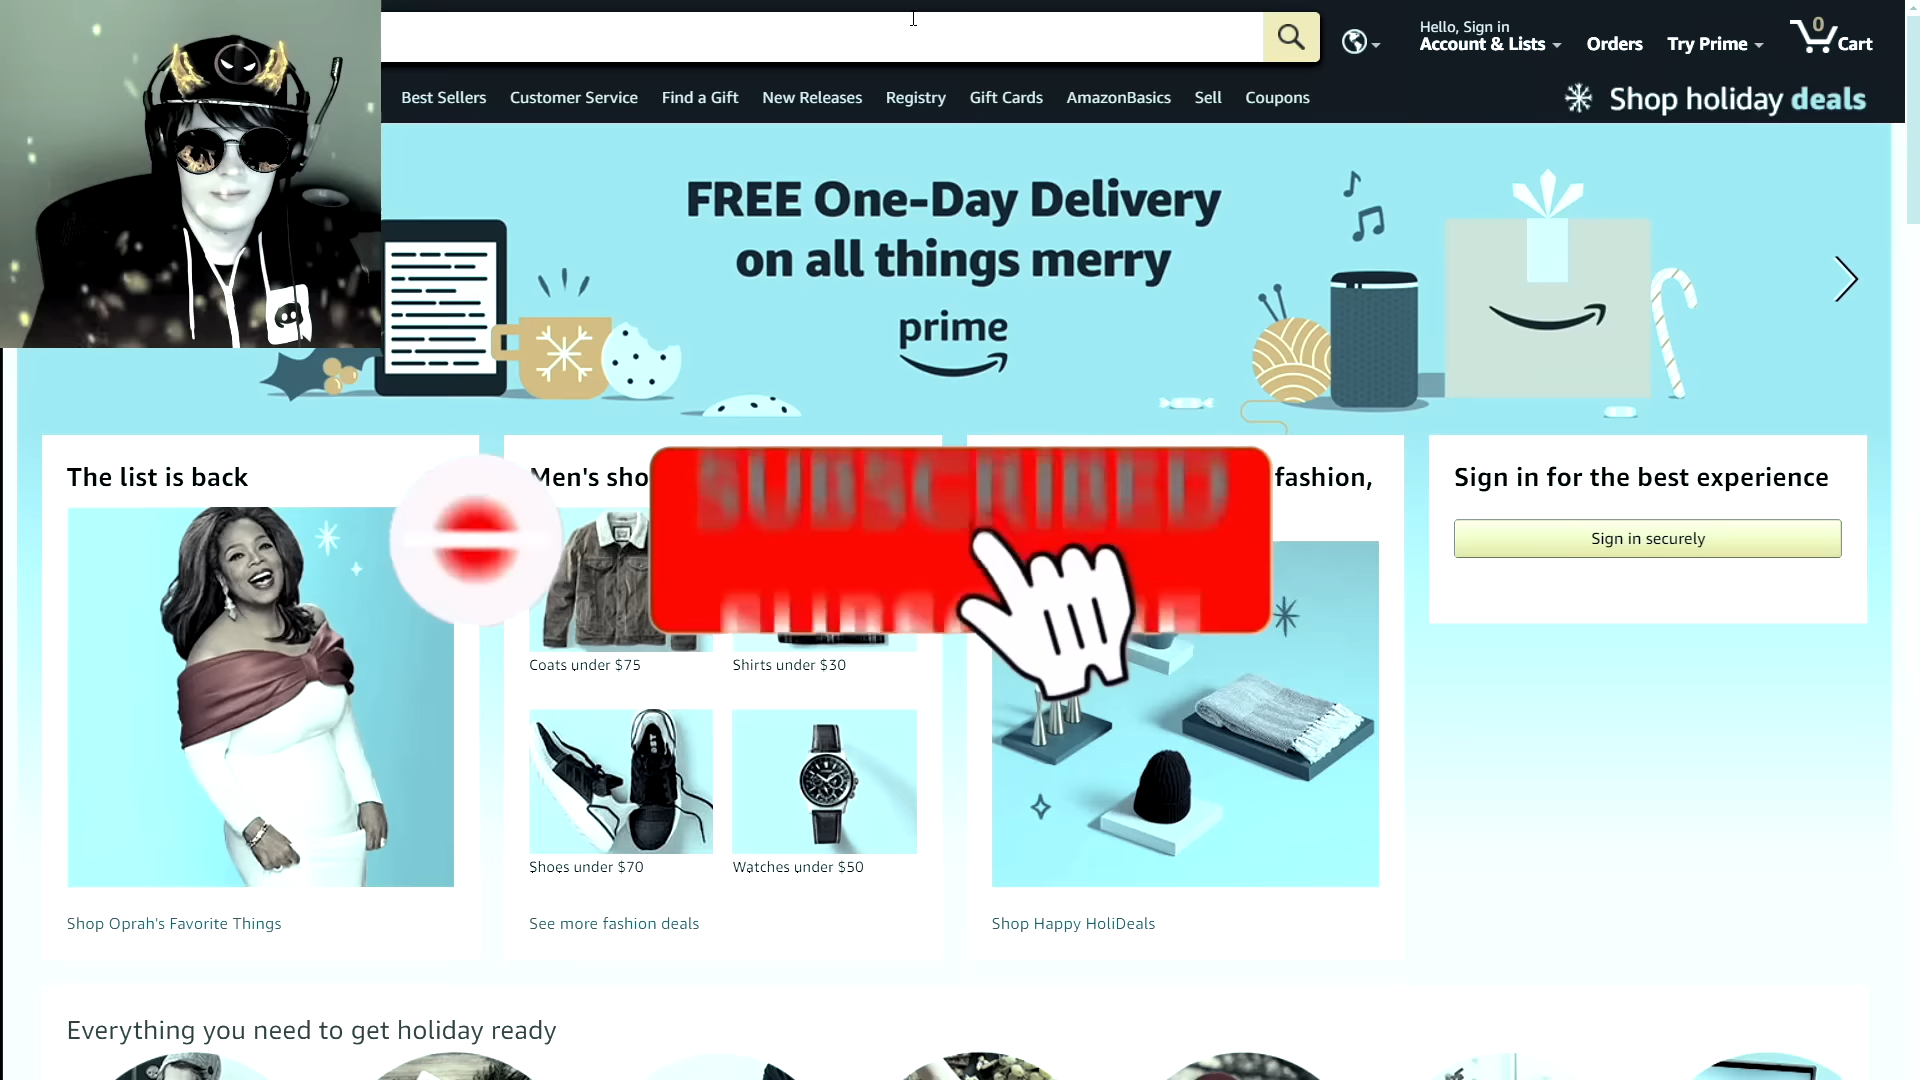 Hello, Sign in
Account & Lists
Orders
Try Prime
0
Cart
Best Sellers
Customer Service
Find a Gift
New Releases
Registry
Gift Cards
AmazonBasics
Sell
Coupons
Shop holiday deals
FREE One-Day Delivery
on all things merry
prime
The list is back
Men's
fashion,
Sign in for the best experience
SUBSCRIBED
Sign in securely
Coats under $75
Shirts under $30
Shoes under $70
Watches under $50
Shop Oprah's Favorite Things
See more fashion deals
Shop Happy HoliDeals
Everything you need to get holiday ready